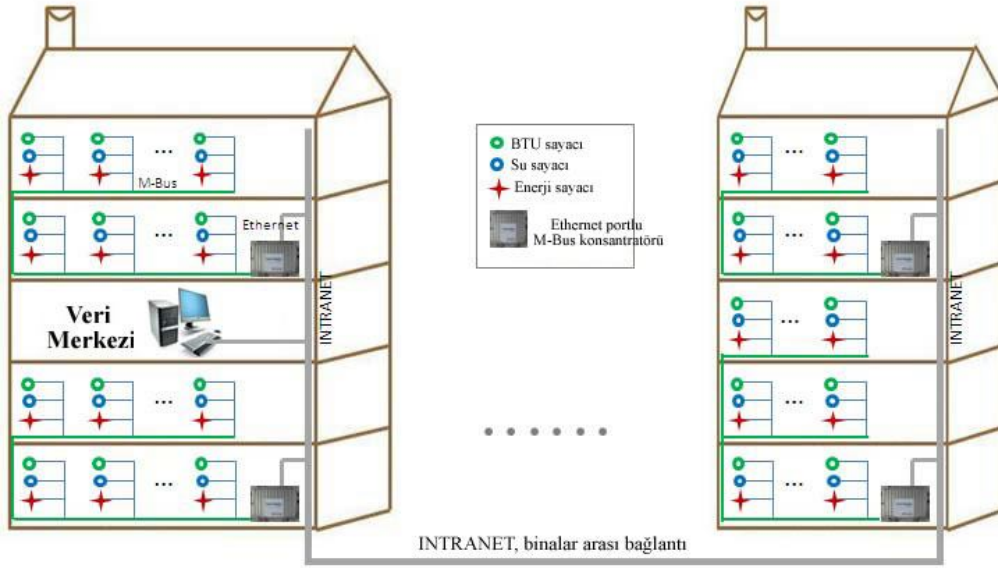 M-Bus
Ethernet
INTRANET
Veri
Merkezi
BTU sayacı
Su sayacı
Enerji sayacı
Ethernet portlu
M-Bus konsantratörü
INTRANET
INTRANET, binalar arası bağlantı